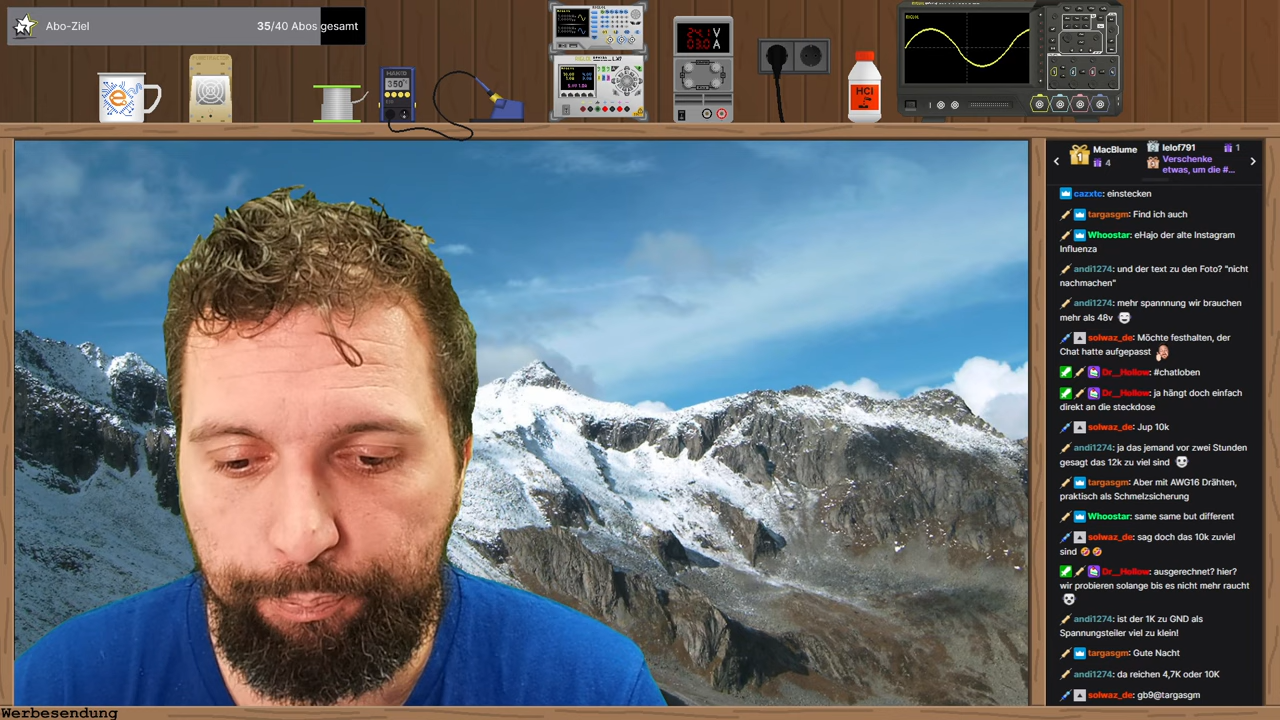 Abo-Ziel
35/40 Abos gesamt
HAKO
350°
24.1 V
03.0 A
HCl
RIGOL
MacBlume
4
lelof791
1
Verschenke
etwas, um die #...
cazxtc: einstecken
targasgm: Find ich auch
Whoostar: eHajo der alte Instagram
Influenza
andi1274: und der text zu den Foto? "nicht
nachmachen"
andi1274: mehr spannnung wir brauchen
mehr als 48v
solwaz_de: Möchte festhalten, der
Chat hatte aufgepasst
Dr__Hollow: #chatloben
Dr__Hollow: ja hängt doch einfach
direkt an die steckdose
solwaz_de: Jup 10k
andi1274: ja das jemand vor zwei Stunden
gesagt das 12k zu viel sind
targasgm: Aber mit AWG16 Drähten,
praktisch als Schmelzsicherung
Whoostar: same same but different
solwaz_de: sag doch das 10k zuviel
sind
Dr__Hollow: ausgerechnet? hier?
wir probieren solange bis es nicht mehr raucht
andi1274: ist der 1K zu GND als
Spannungsteiler viel zu klein!
targasgm: Gute Nacht
andi1274: da reichen 4,7K oder 10K
solwaz_de: gb9@targasgm
Werbesendung